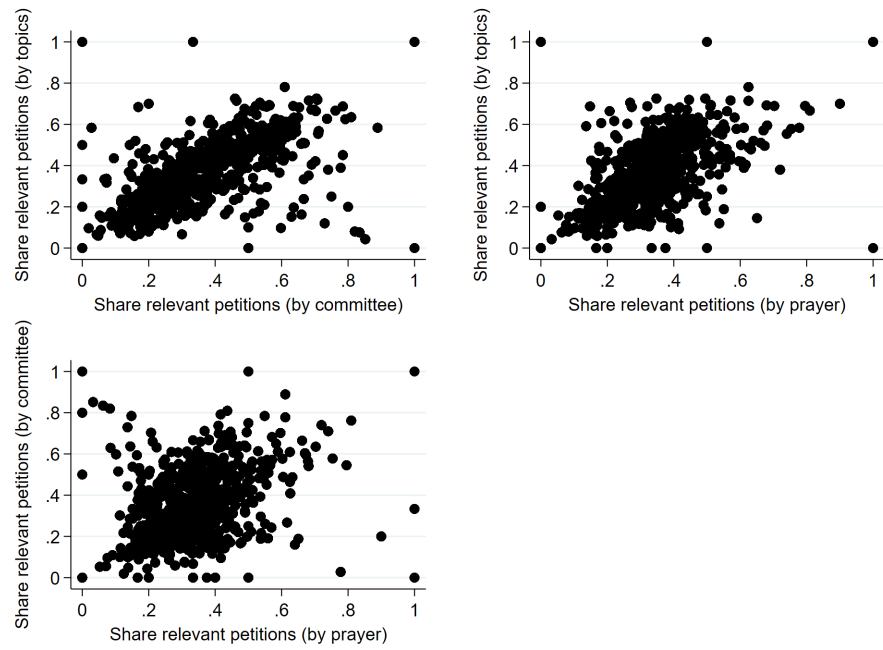 Share relevant petitions (by topics)
1
.8
.6
.4
.2
0
0 .2 .4 .6 .8 1
Share relevant petitions (by committee)
Share relevant petitions (by topics)
1
.8
.6
.4
.2
0
0 .2 .4 .6 .8 1
Share relevant petitions (by prayer)
Share relevant petitions (by committee)
1
.8
.6
.4
.2
0
0 .2 .4 .6 .8 1
Share relevant petitions (by prayer)